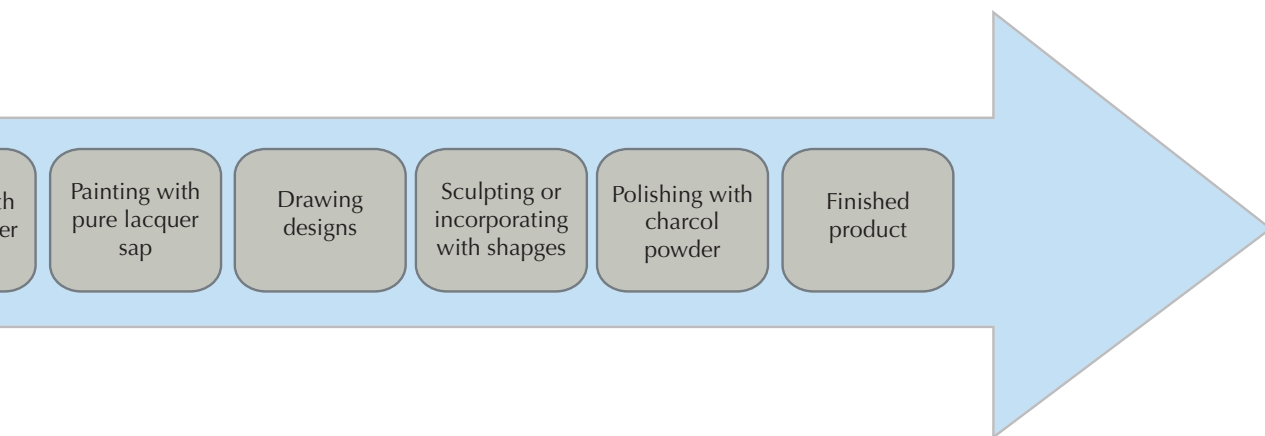 Painting with
pure lacquer
sap
Drawing
designs
Sculpting or
incorporating
with shapges
Polishing with
charcol
powder
Finished
product